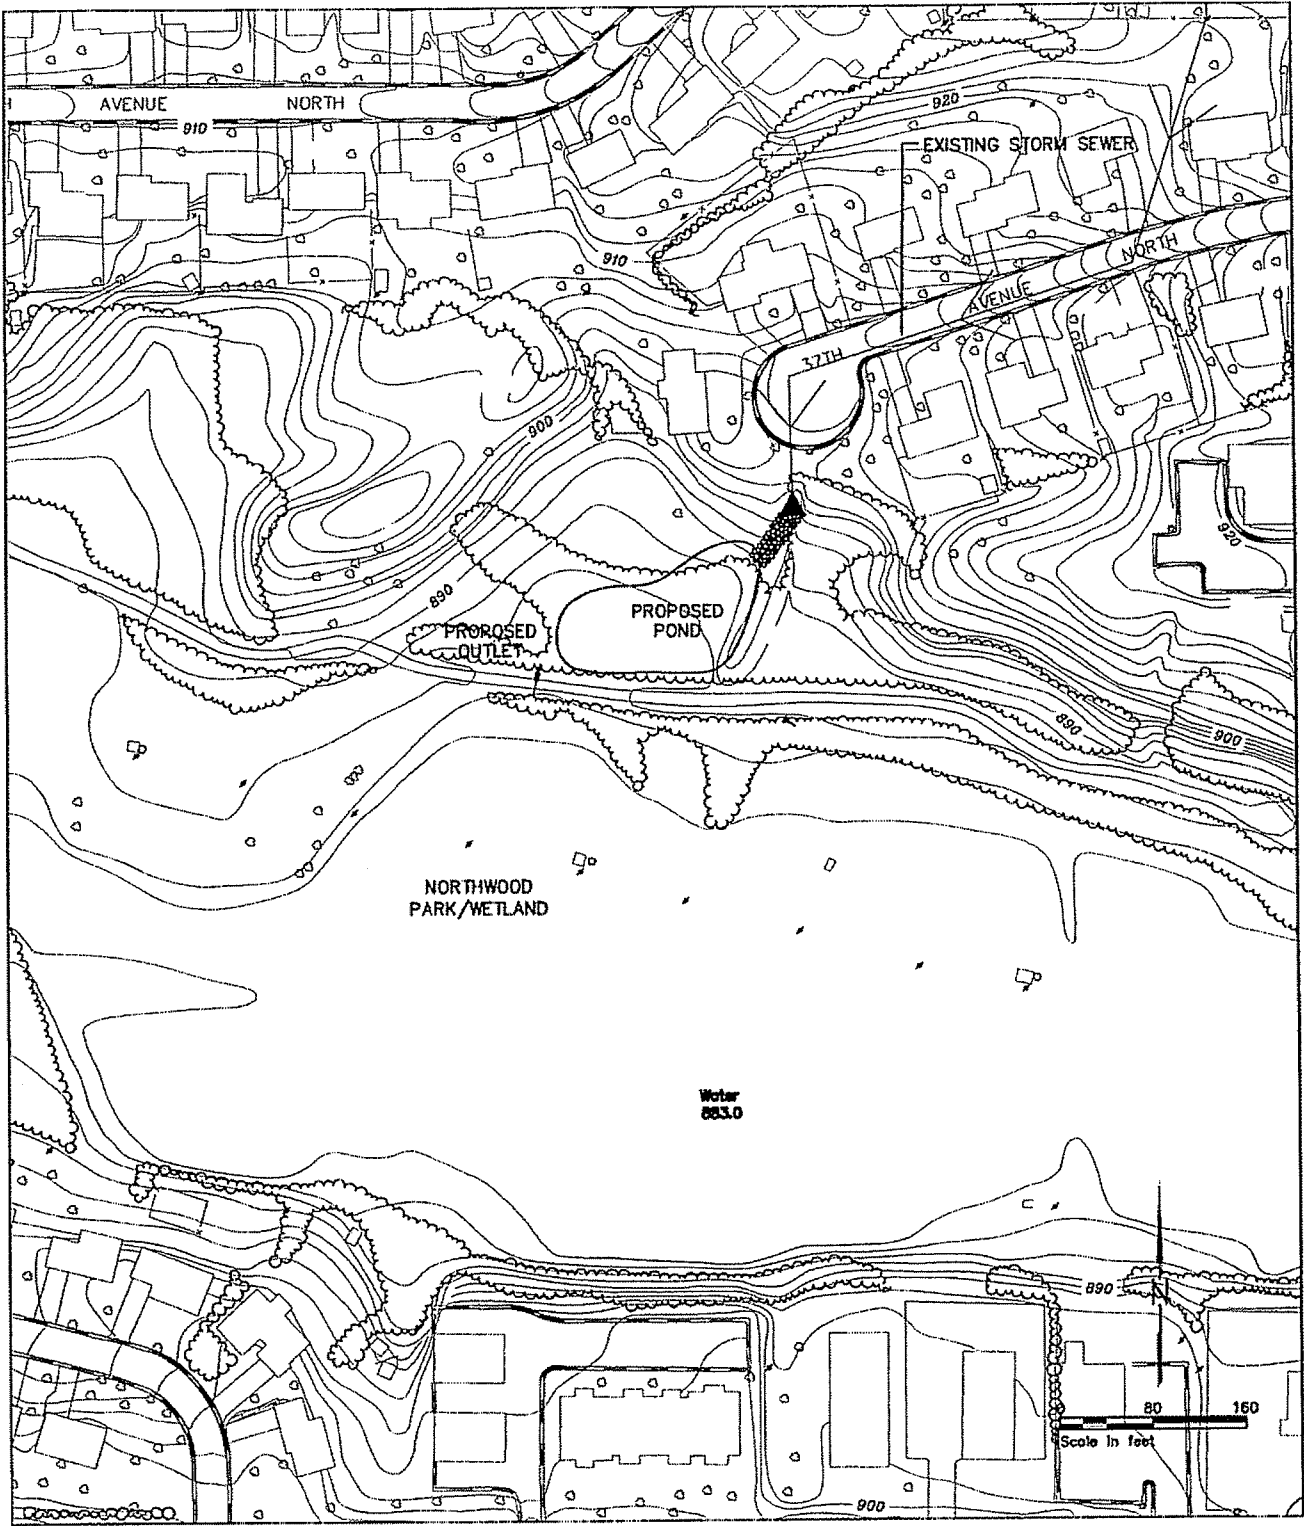 AVENUE NORTH
910
920
EXISTING STORM SEWER
910
37TH AVENUE NORTH
900
920
890
PROPOSED
POND
PROPOSED
OUTLET
890
900
NORTHWOOD
PARK/WETLAND
Water
883.0
890
N
80 160
Scale in feet
900